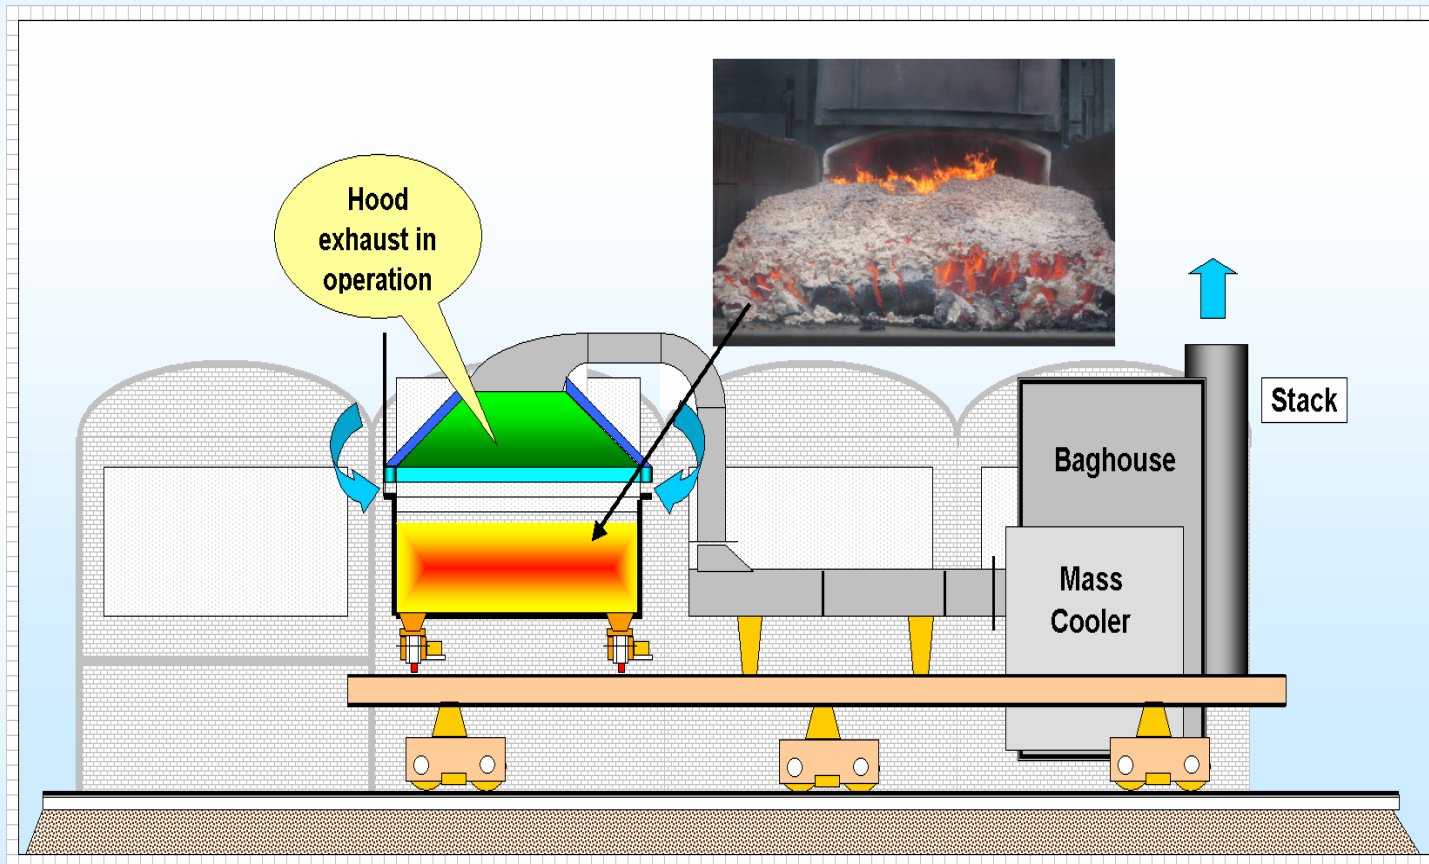 Hood
exhaust in
operation
Stack
Baghouse
Mass
Cooler